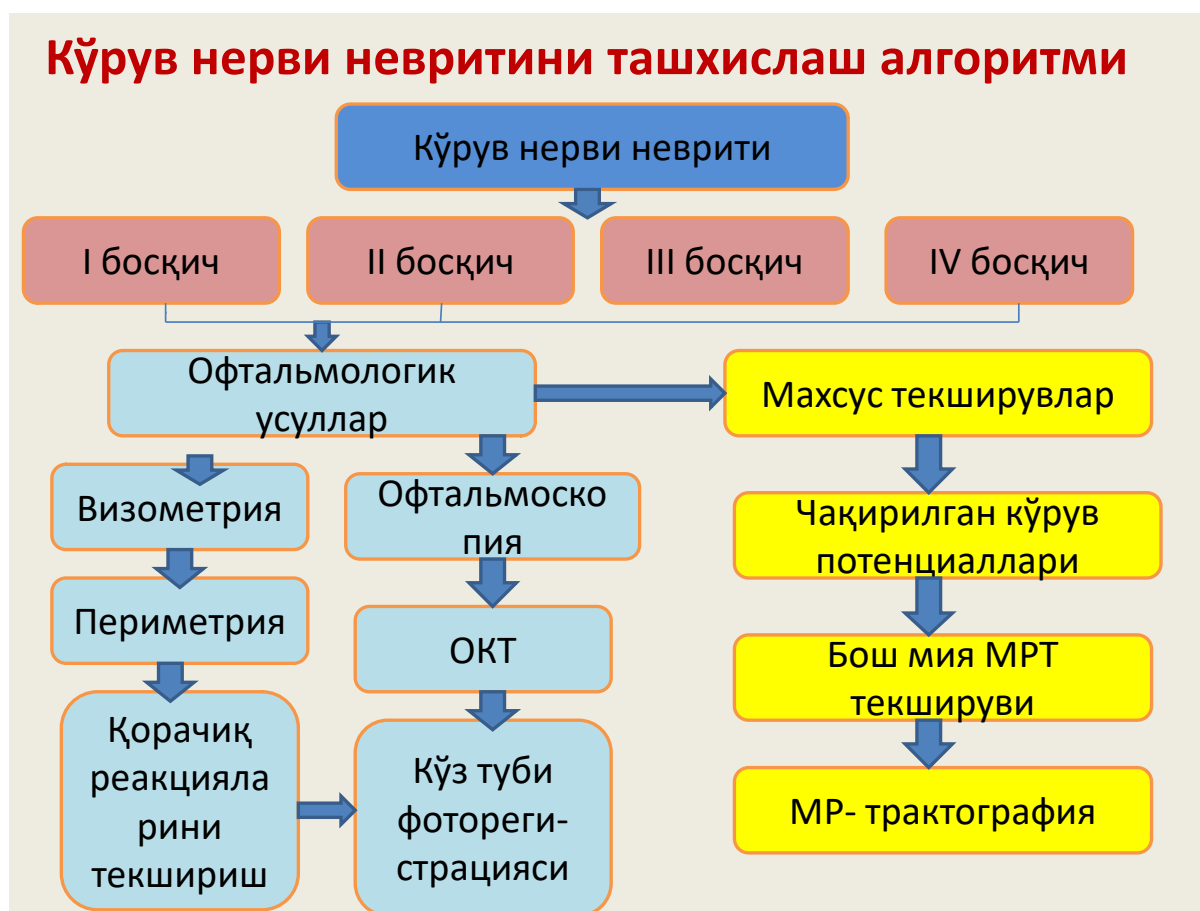 Кўрув нерви невритини ташхислаш алгоритми
Кўрув нерви неврити
I босқич
II босқич
III босқич
IV босқич
Офтальмологик
усуллар
Махсус текширувлар
Визометрия
Офтальмоско
пия
Чақирилган кўрув
потенциаллари
Периметрия
ОКТ
Бош мия МРТ
текшируви
Қорачиқ
реакцияла
рини
текшириш
Кўз туби
фотореги-
страцияси
МР- трактография